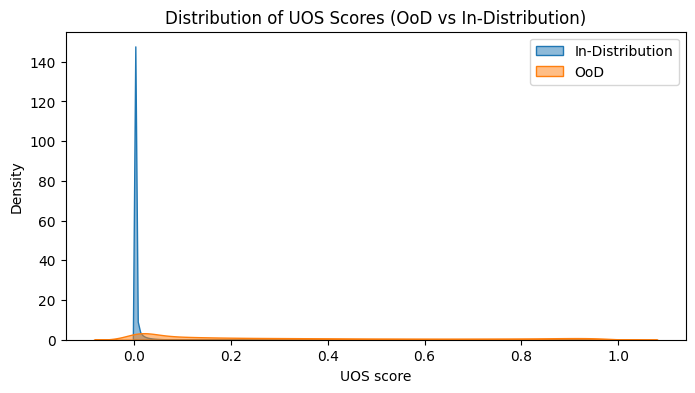 Distribution of UOS Scores (OoD vs In-Distribution)
In-Distribution
OoD
140
120
100
80
60
40
20
0
Density
0.0 0.2 0.4 0.6 0.8 1.0
UOS score